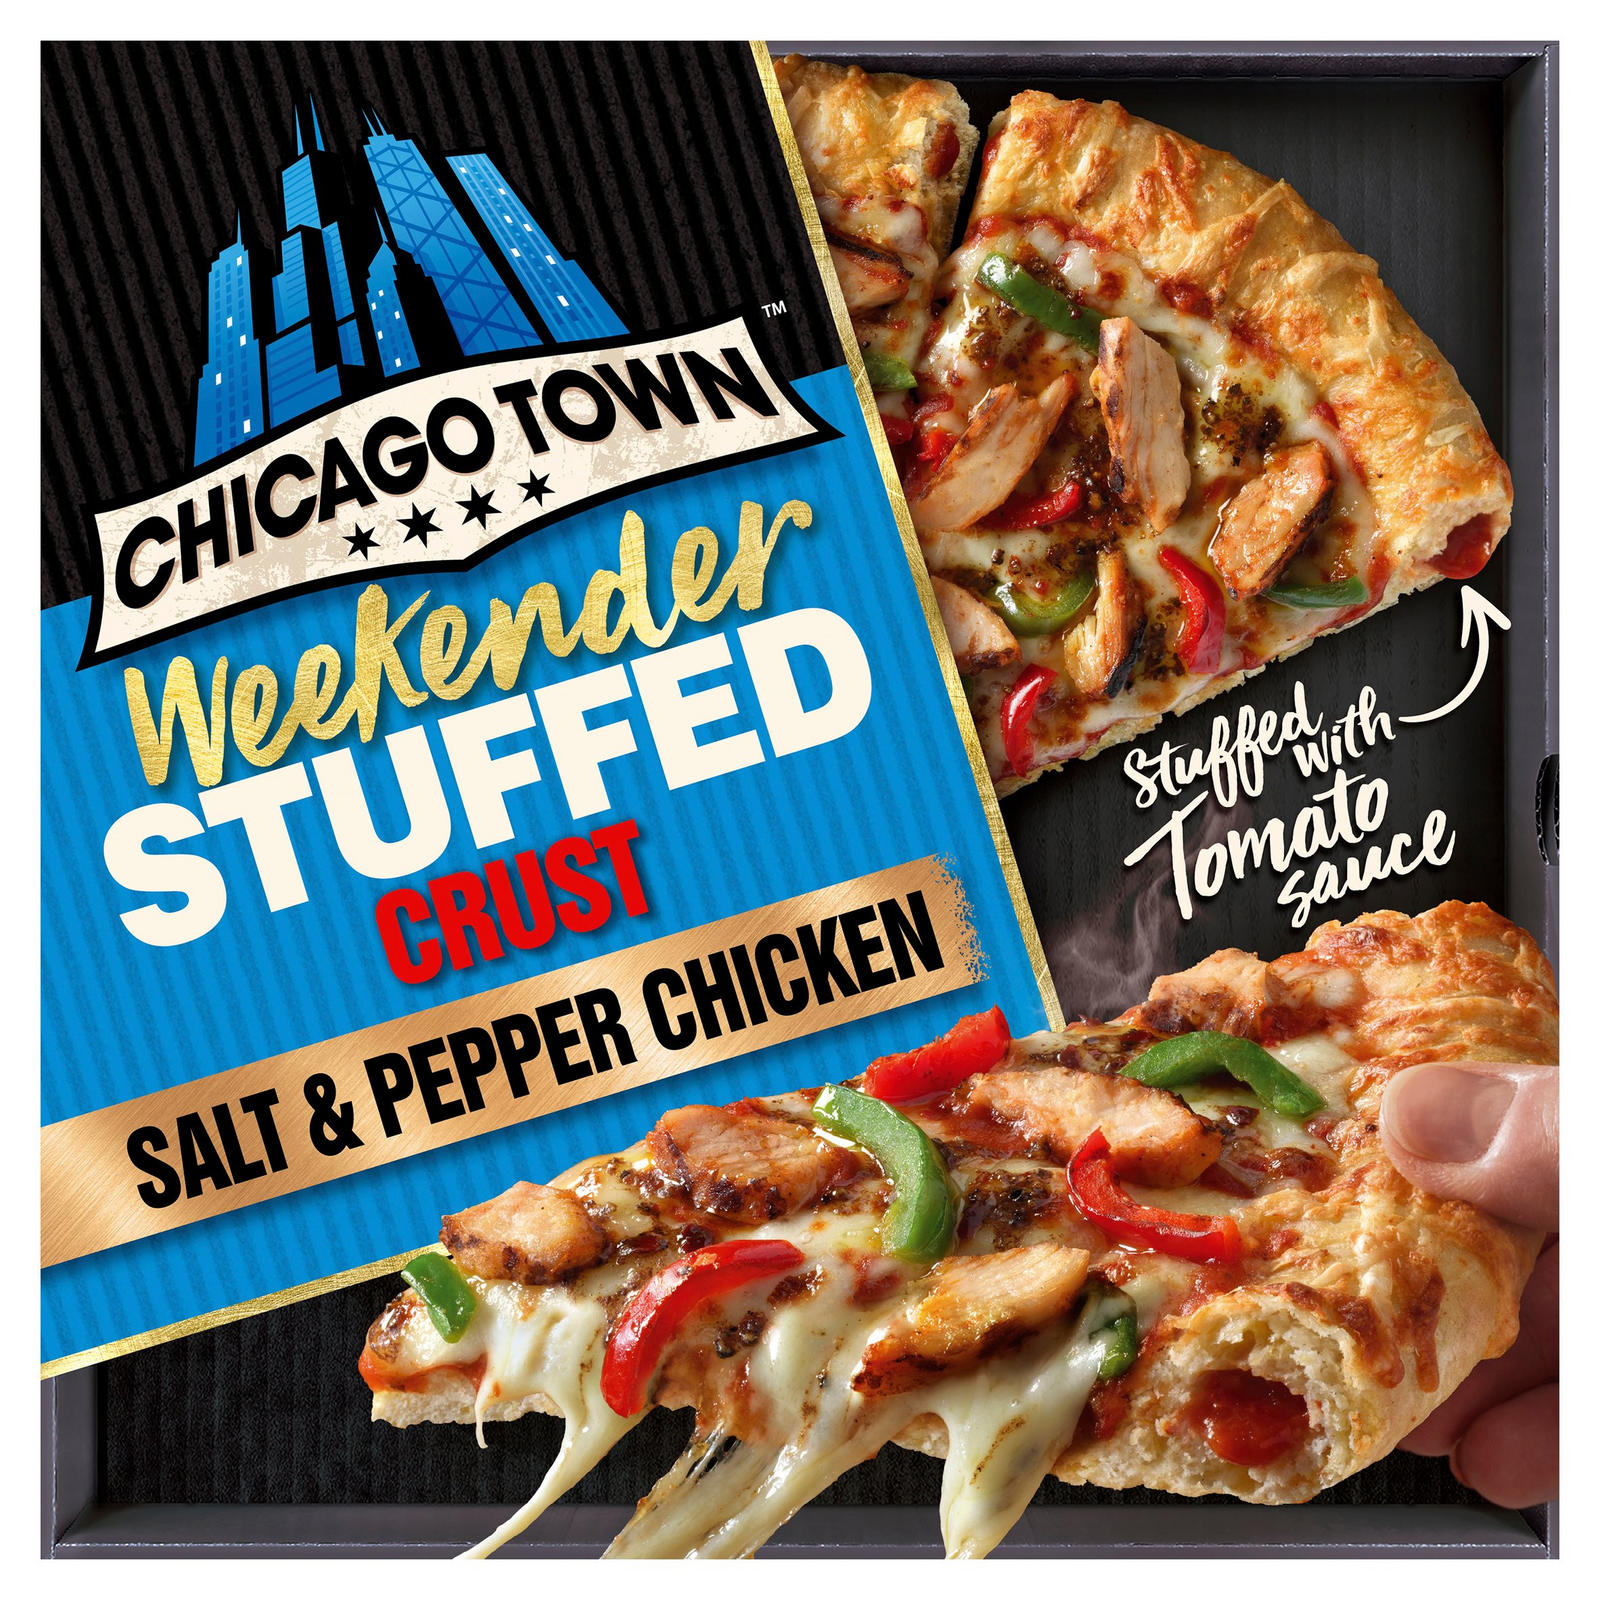 CHICAGO TOWN
TM
Weekender
STUFFED
CRUST
SALT & PEPPER CHICKEN
Stuffed
with
Tomato
sauce